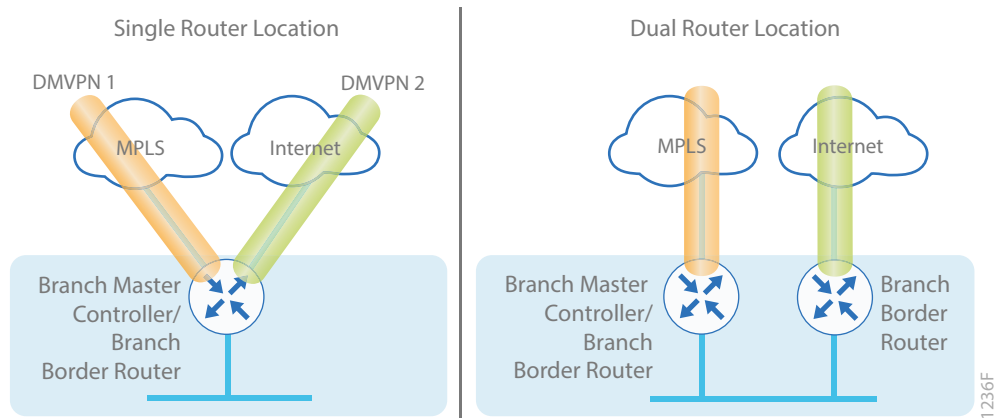 Single Router Location
DMVPN 1
DMVPN 2
MPLS
Internet
Branch Master
Controller/
Branch
Border Router
Dual Router Location
MPLS
Internet
Branch Master
Controller/
Branch
Border Router
Branch
Border
Router
1236F